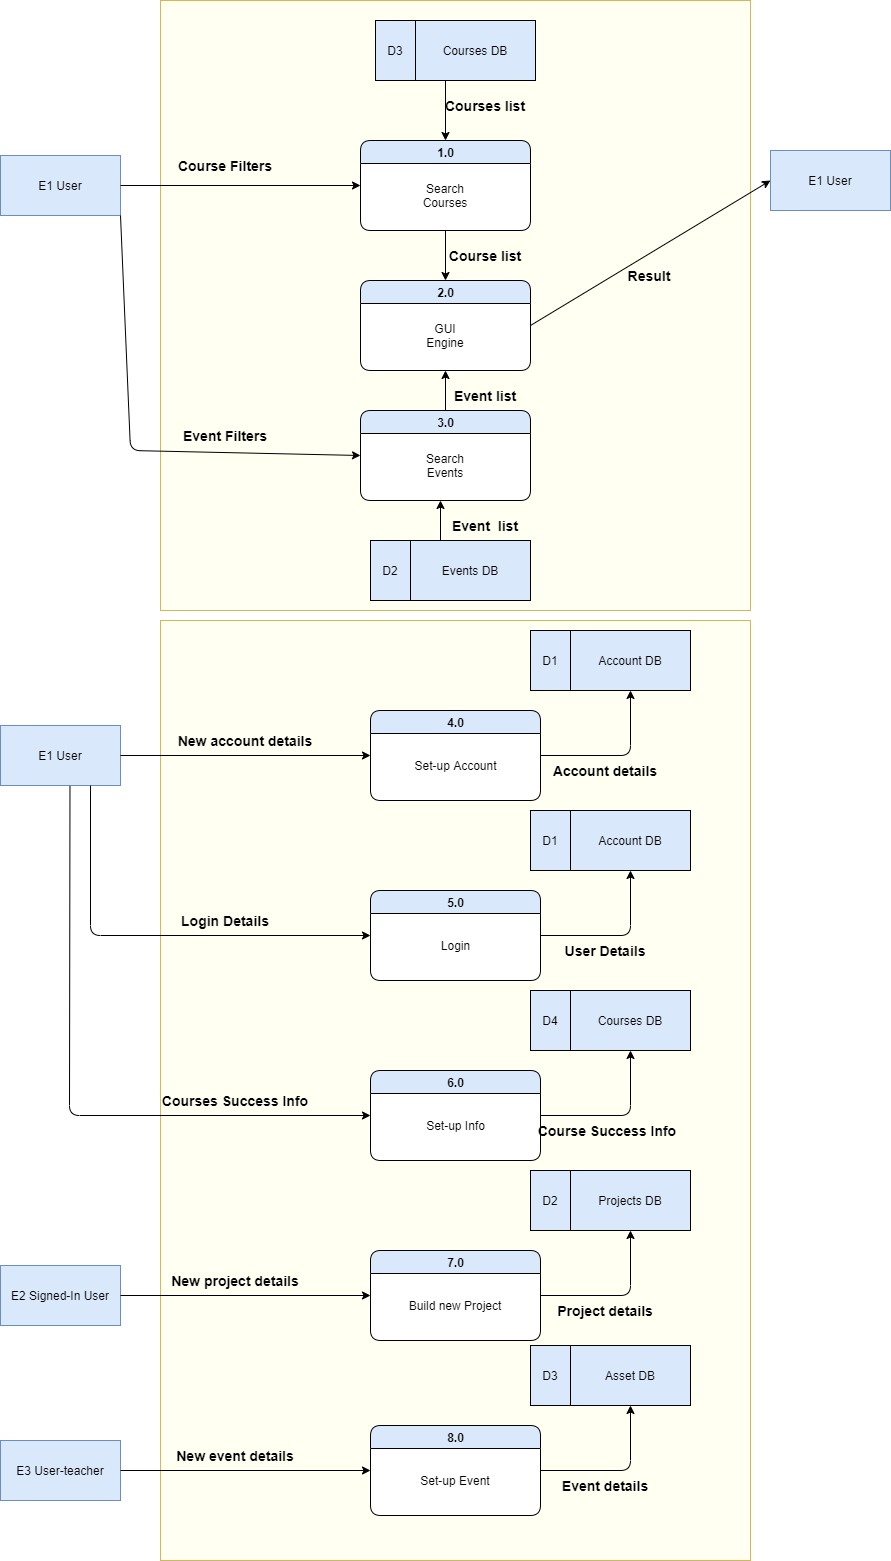 D3
Courses DB
Courses list
1.0
Search
Courses
E1 User
Course Filters
E1 User
Course list
2.0
GUI
Engine
Result
Event list
3.0
Search
Events
Event Filters
Event list
D2
Events DB
D1
Account DB
4.0
Set-up Account
E1 User
New account details
Account details
D1
Account DB
5.0
Login
Login Details
User Details
D4
Courses DB
6.0
Set-up Info
Courses Success Info
Course Success Info
D2
Projects DB
7.0
Build new Project
E2 Signed-In User
New project details
Project details
D3
Asset DB
8.0
Set-up Event
E3 User-teacher
New event details
Event details